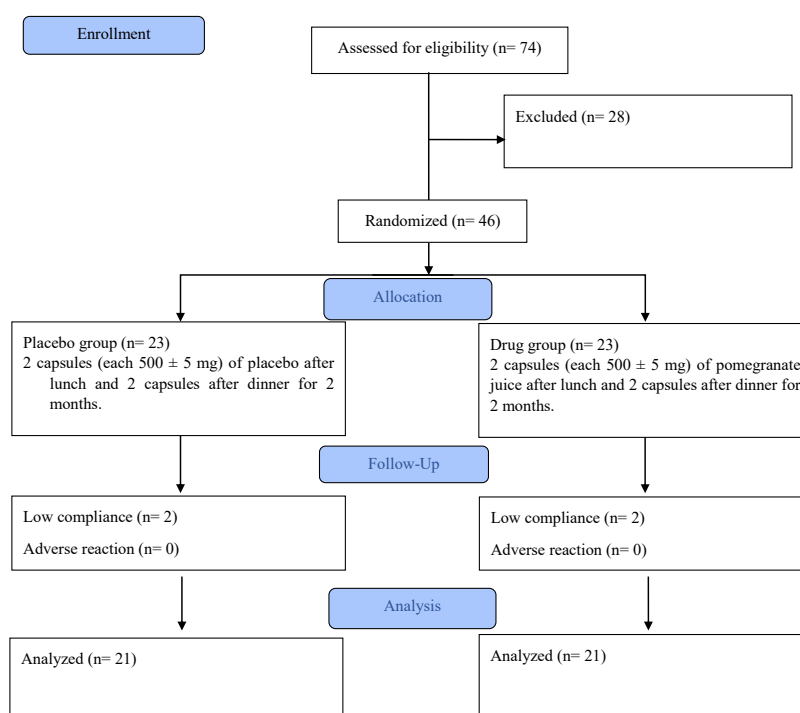 Enrollment
Assessed for eligibility (n= 74)
Excluded (n= 28)
Randomized (n= 46)
Allocation
Placebo group (n= 23)
2 capsules (each 500 ± 5 mg) of placebo after
lunch and 2 capsules after dinner for 2
months.
Drug group (n= 23)
2 capsules (each 500 ± 5 mg) of pomegranate
juice after lunch and 2 capsules after dinner for
2 months.
Follow-Up
Low compliance (n= 2)
Adverse reaction (n= 0)
Low compliance (n= 2)
Adverse reaction (n= 0)
Analysis
Analyzed (n= 21)
Analyzed (n= 21)